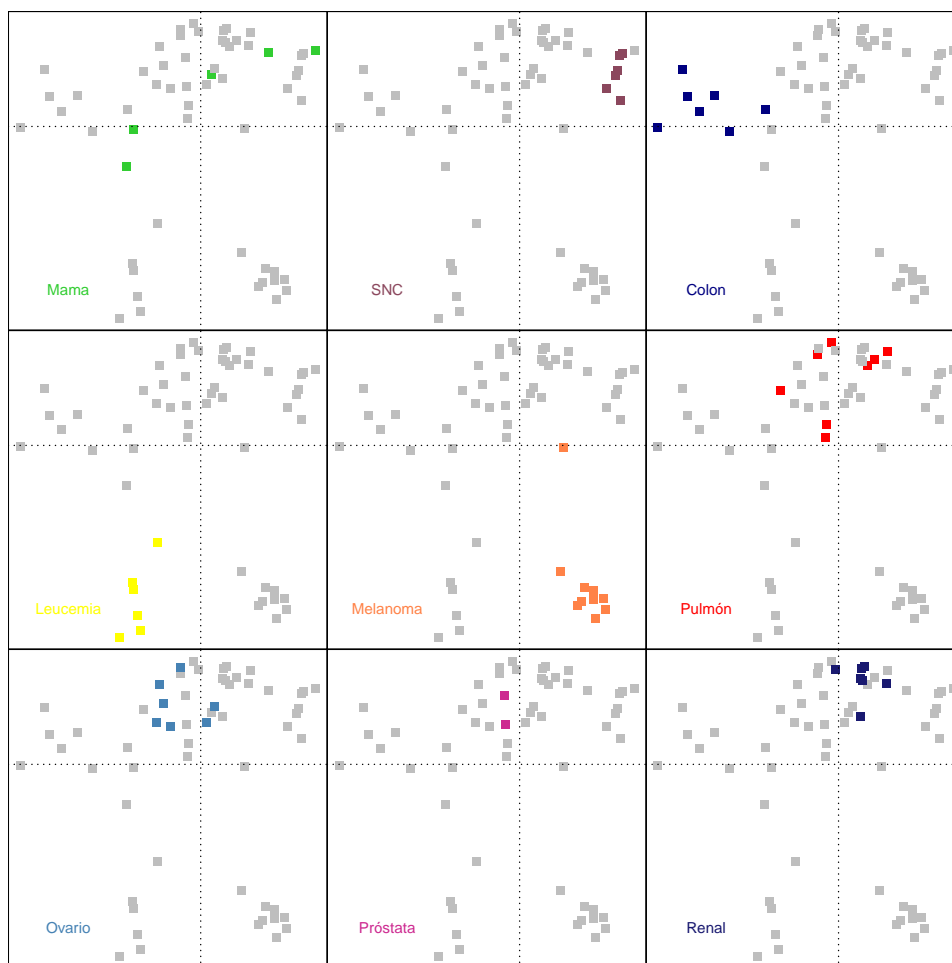 Mama
SNC
Colon
Leucemia
Melanoma
Pulmón
Ovario
Próstata
Renal